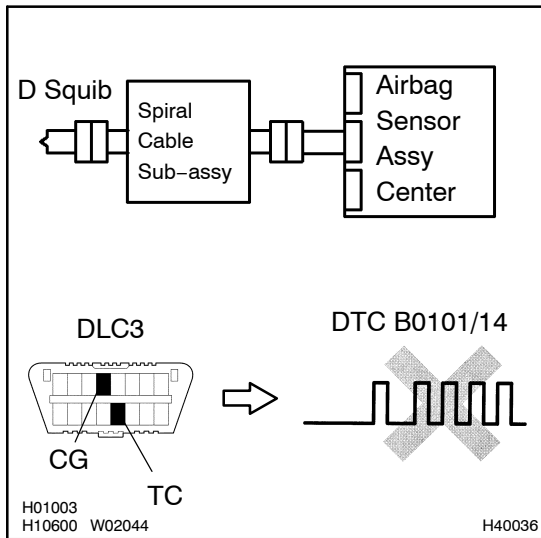 D Squib
Spiral
Cable
Sub−assy
Airbag
Sensor
Assy
Center
DLC3
DTC B0101/14
CG
TC
H01003
H10600 W02044
H40036